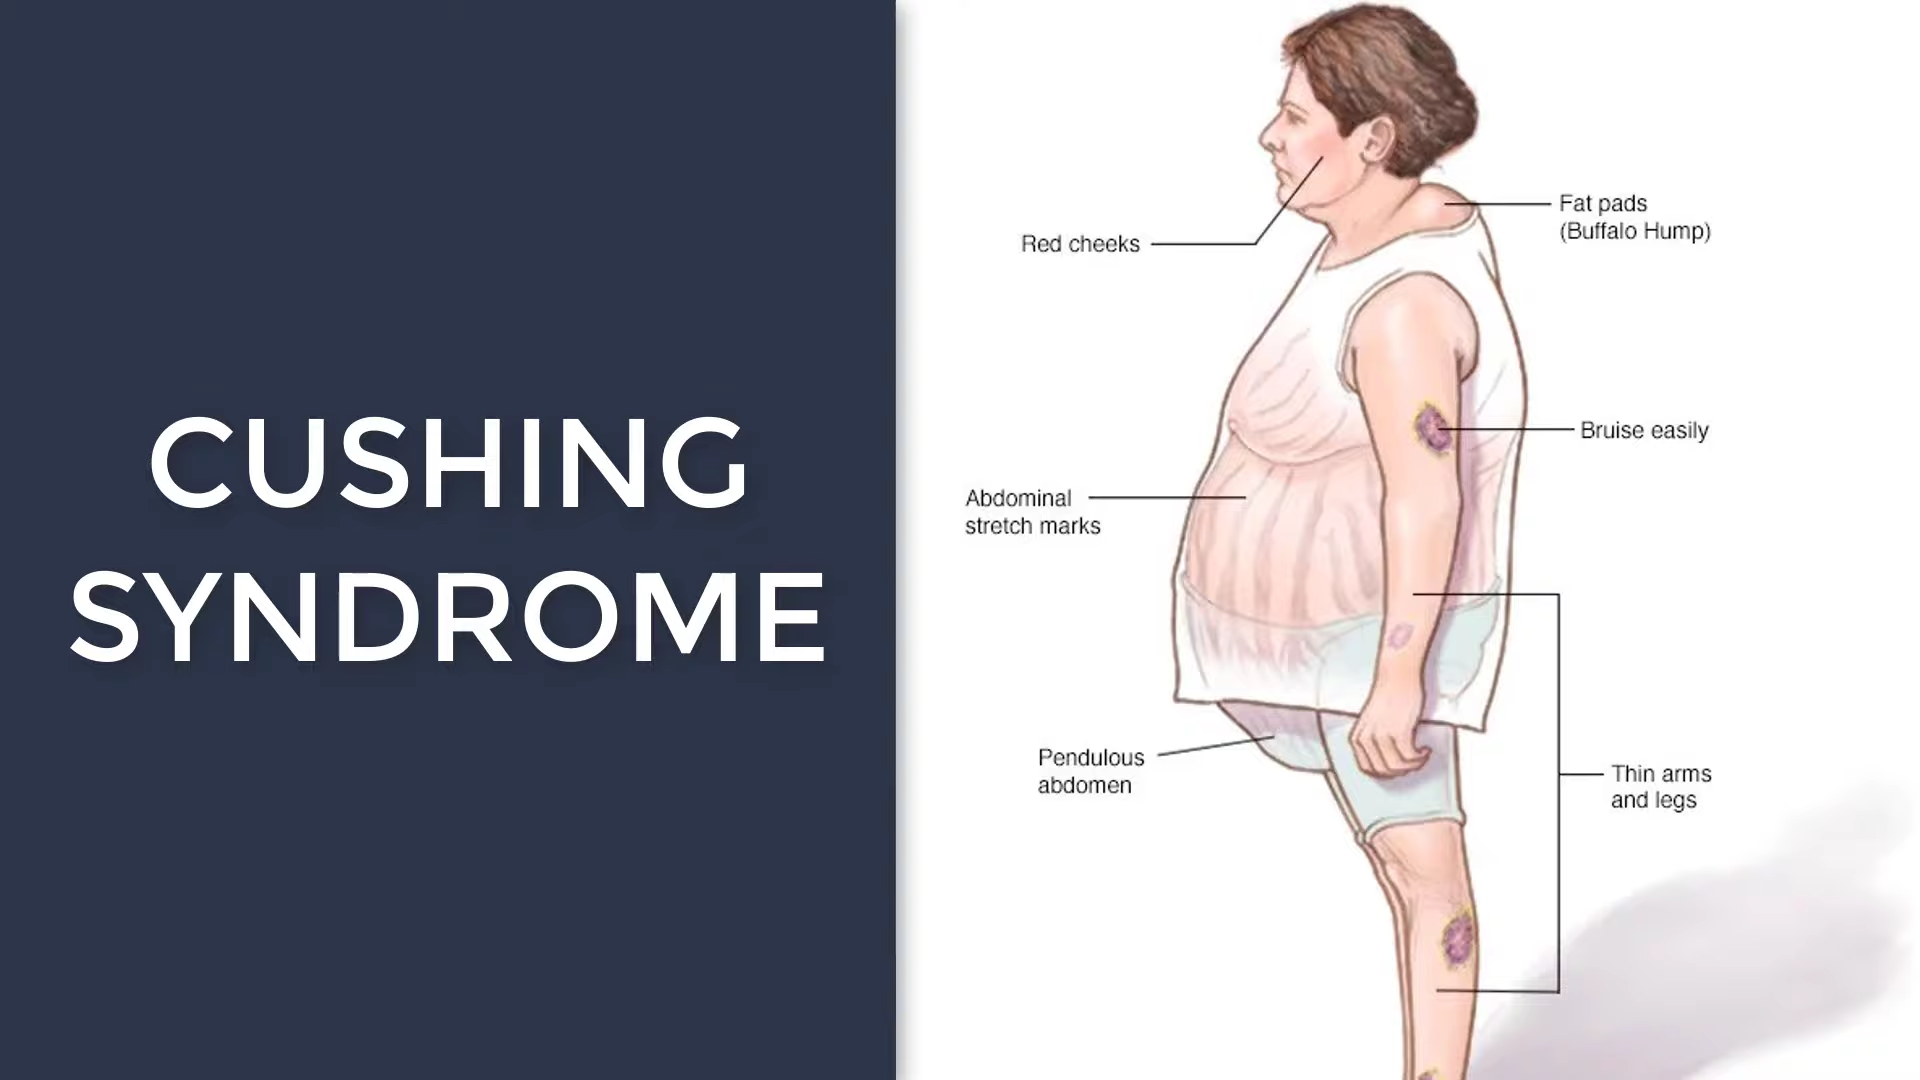 CUSHING
SYNDROME
Fat pads
(Buffalo Hump)
Red cheeks
Bruise easily
Abdominal
stretch marks
Pendulous
abdomen
Thin arms
and legs